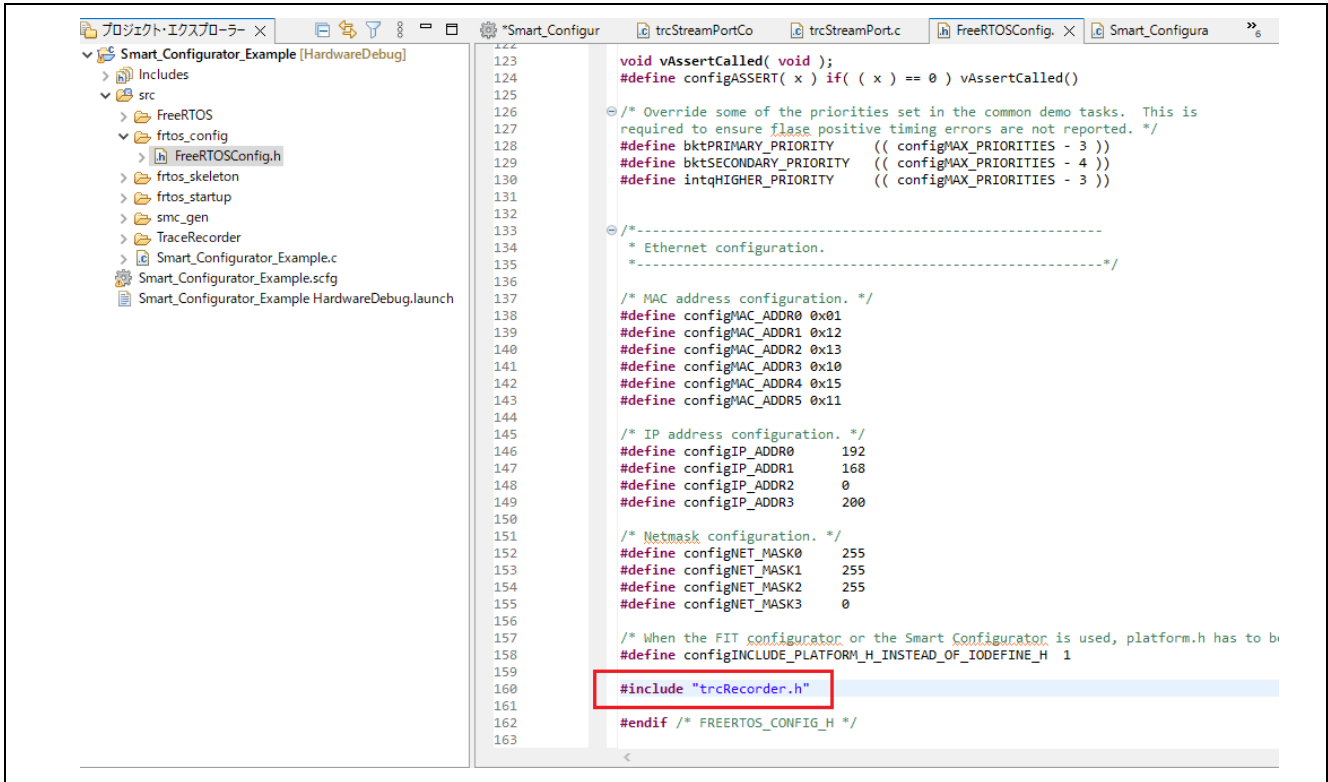 プロジェクト・エクスプローラー
Smart_Configurator_Example [HardwareDebug]
Includes
src
FreeRTOS
frtos_config
FreeRTOSConfig.h
frtos_skeleton
frtos_startup
smc_gen
TraceRecorder
Smart_Configurator_Example.c
Smart_Configurator_Example.scfg
Smart_Configurator_Example HardwareDebug.launch
*Smart_Configur trcStreamPortCo trcStreamPort.c FreeRTOSConfig. Smart_Configura 6
122
123 void vAssertCalled( void );
124 #define configASSERT( x ) if( ( x ) == 0 ) vAssertCalled()
125
126 /* Override some of the priorities set in the common demo tasks.  This is
127 required to ensure flase positive timing errors are not reported. */
128 #define bktPRIMARY_PRIORITY     (( configMAX_PRIORITIES - 3 ))
129 #define bktSECONDARY_PRIORITY   (( configMAX_PRIORITIES - 4 ))
130 #define intqHIGHER_PRIORITY     (( configMAX_PRIORITIES - 3 ))
131
132
133 /*-----------------------------------------------------------
134  * Ethernet configuration.
135  *-----------------------------------------------------------*/
136
137 /* MAC address configuration. */
138 #define configMAC_ADDR0 0x01
139 #define configMAC_ADDR1 0x12
140 #define configMAC_ADDR2 0x13
141 #define configMAC_ADDR3 0x10
142 #define configMAC_ADDR4 0x15
143 #define configMAC_ADDR5 0x11
144
145 /* IP address configuration. */
146 #define configIP_ADDR0      192
147 #define configIP_ADDR1      168
148 #define configIP_ADDR2      0
149 #define configIP_ADDR3      200
150
151 /* Netmask configuration. */
152 #define configNET_MASK0     255
153 #define configNET_MASK1     255
154 #define configNET_MASK2     255
155 #define configNET_MASK3     0
156
157 /* When the FIT configurator or the Smart Configurator is used, platform.h has to be
158 #define configINCLUDE_PLATFORM_H_INSTEAD_OF_IODEFINE_H  1
159
160 #include "trcRecorder.h"
161
162 #endif /* FREERTOS_CONFIG_H */
163